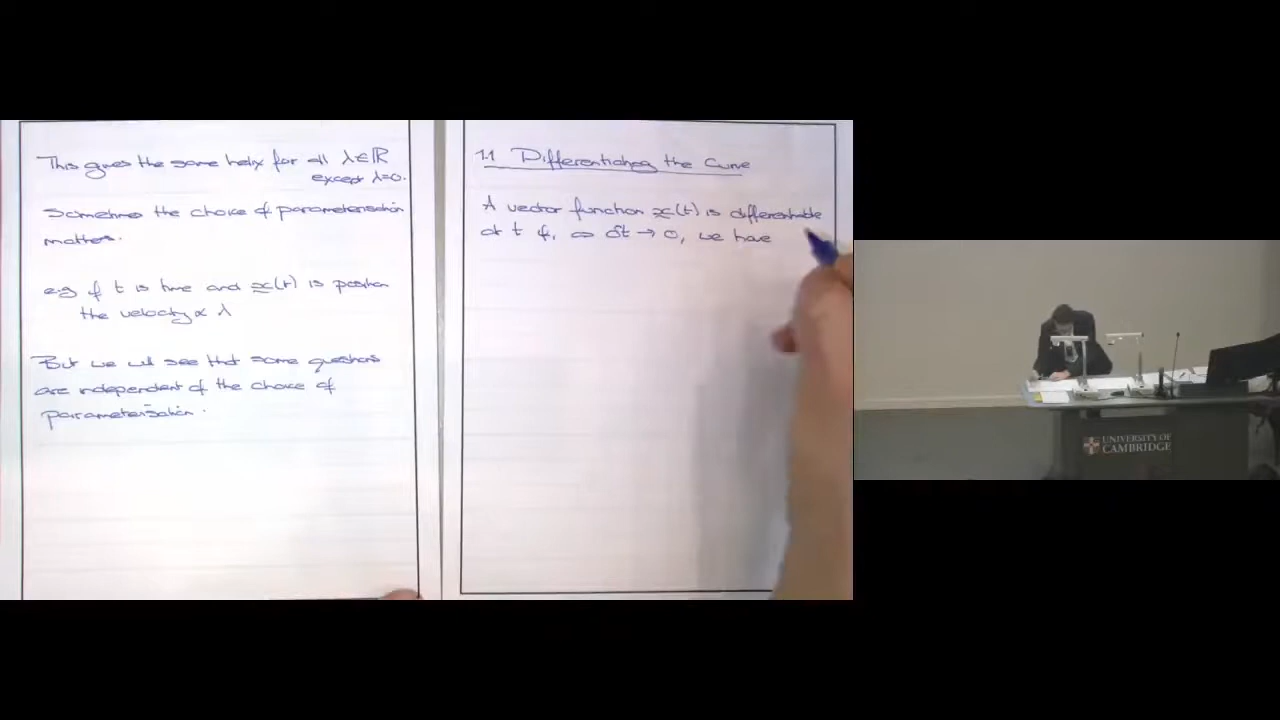 This gives the same helix for all λ∈ℝ
except λ=0.
Sometimes the choice of parameterisation
matters.
e.g. if t is time and x(t) is position
the velocity ∝ λ
But we will see that some questions
are independent of the choice of
parameterisation.
1.1 Differentiating the Curve
A vector function x(t) is differentiable
at t if, as δt → 0, we have
UNIVERSITY OF
CAMBRIDGE